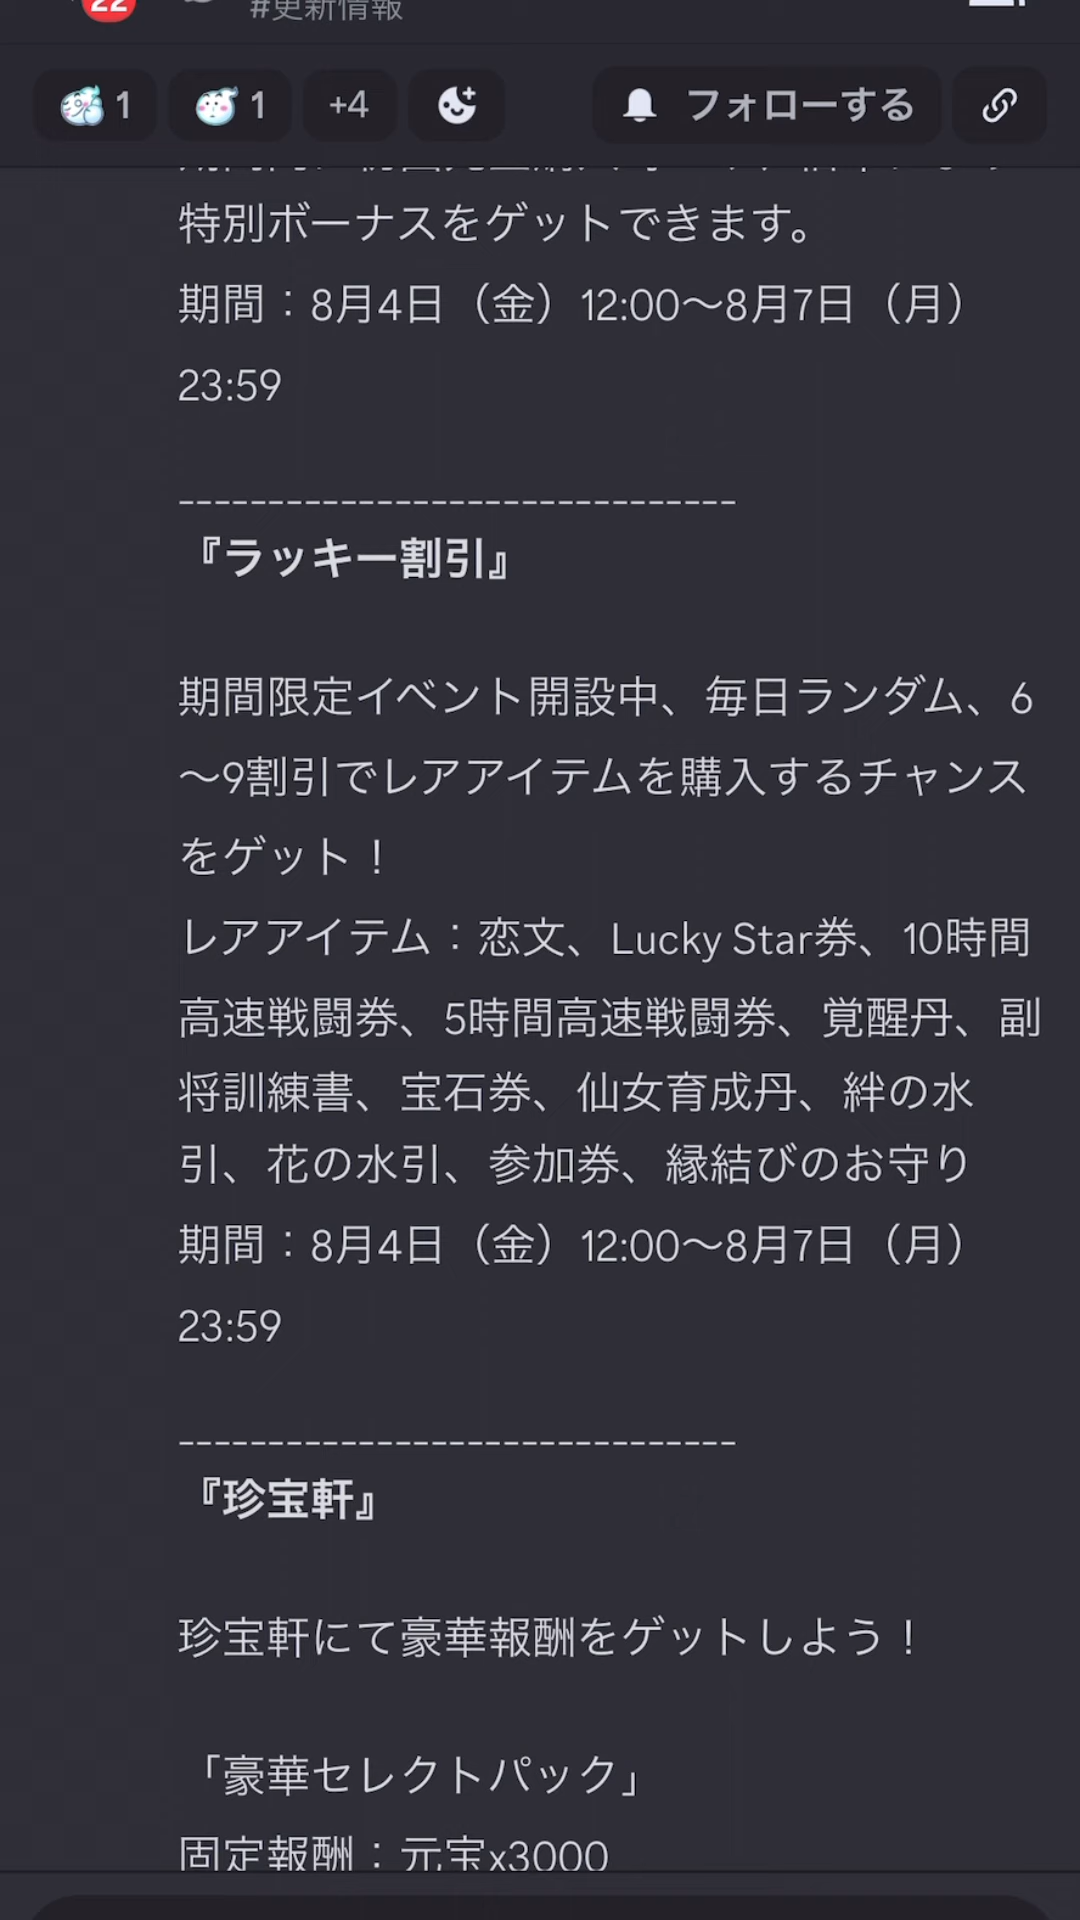 22
#更新情報
1
1
+4
フォローする
特別ボーナスをゲットできます。
期間：8月4日（金）12:00〜8月7日（月）
23:59
-------------------------------
『ラッキー割引』
期間限定イベント開設中、毎日ランダム、6
〜9割引でレアアイテムを購入するチャンス
をゲット！
レアアイテム：恋文、Lucky Star券、10時間
高速戦闘券、5時間高速戦闘券、覚醒丹、副
将訓練書、宝石券、仙女育成丹、絆の水
引、花の水引、参加券、縁結びのお守り
期間：8月4日（金）12:00〜8月7日（月）
23:59
-------------------------------
『珍宝軒』
珍宝軒にて豪華報酬をゲットしよう！
「豪華セレクトパック」
固定報酬：元宝x3000